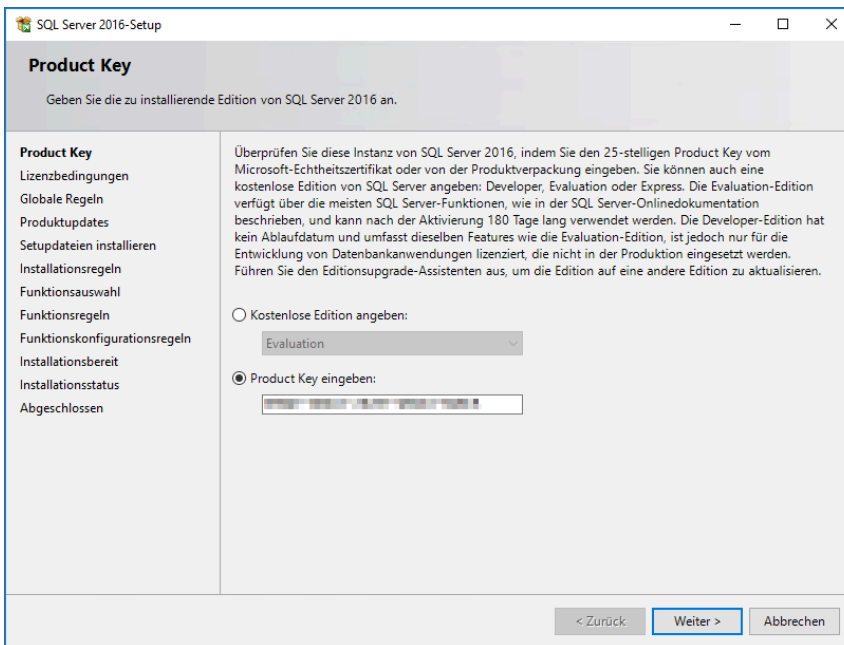 SQL Server 2016-Setup
Product Key
Geben Sie die zu installierende Edition von SQL Server 2016 an.
Product Key
Lizenzbedingungen
Globale Regeln
Produktupdates
Setupdateien installieren
Installationsregeln
Funktionsauswahl
Funktionsregeln
Funktionskonfigurationsregeln
Installationsbereit
Installationsstatus
Abgeschlossen
Überprüfen Sie diese Instanz von SQL Server 2016, indem Sie den 25-stelligen Product Key vom
Microsoft-Echtheitszertifikat oder von der Produktverpackung eingeben. Sie können auch eine
kostenlose Edition von SQL Server angeben: Developer, Evaluation oder Express. Die Evaluation-Edition
verfügt über die meisten SQL Server-Funktionen, wie in der SQL Server-Onlinedokumentation
beschrieben, und kann nach der Aktivierung 180 Tage lang verwendet werden. Die Developer-Edition hat
kein Ablaufdatum und umfasst dieselben Features wie die Evaluation-Edition, ist jedoch nur für die
Entwicklung von Datenbankanwendungen lizenziert, die nicht in der Produktion eingesetzt werden.
Führen Sie den Editionsupgrade-Assistenten aus, um die Edition auf eine andere Edition zu aktualisieren.
Kostenlose Edition angeben:
Evaluation
Product Key eingeben:
< Zurück
Weiter >
Abbrechen